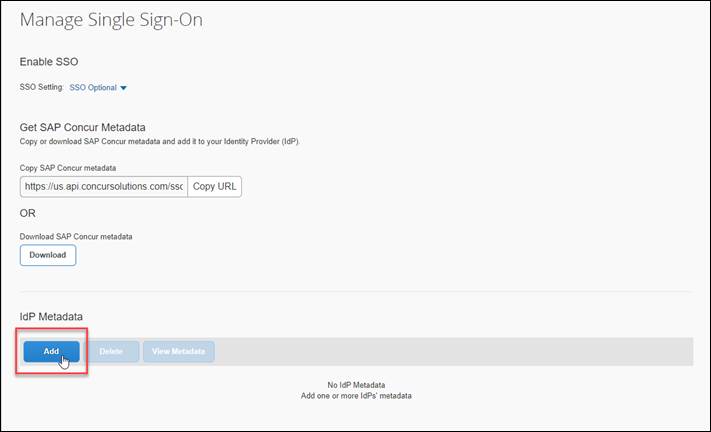 Manage Single Sign-On
Enable SSO
SSO Setting: SSO Optional
Get SAP Concur Metadata
Copy or download SAP Concur metadata and add it to your Identity Provider (IdP).
Copy SAP Concur metadata
https://us.api.concursolutions.com/ssc Copy URL
OR
Download SAP Concur metadata
Download
IdP Metadata
Add Delete View Metadata
No IdP Metadata
Add one or more IdPs' metadata